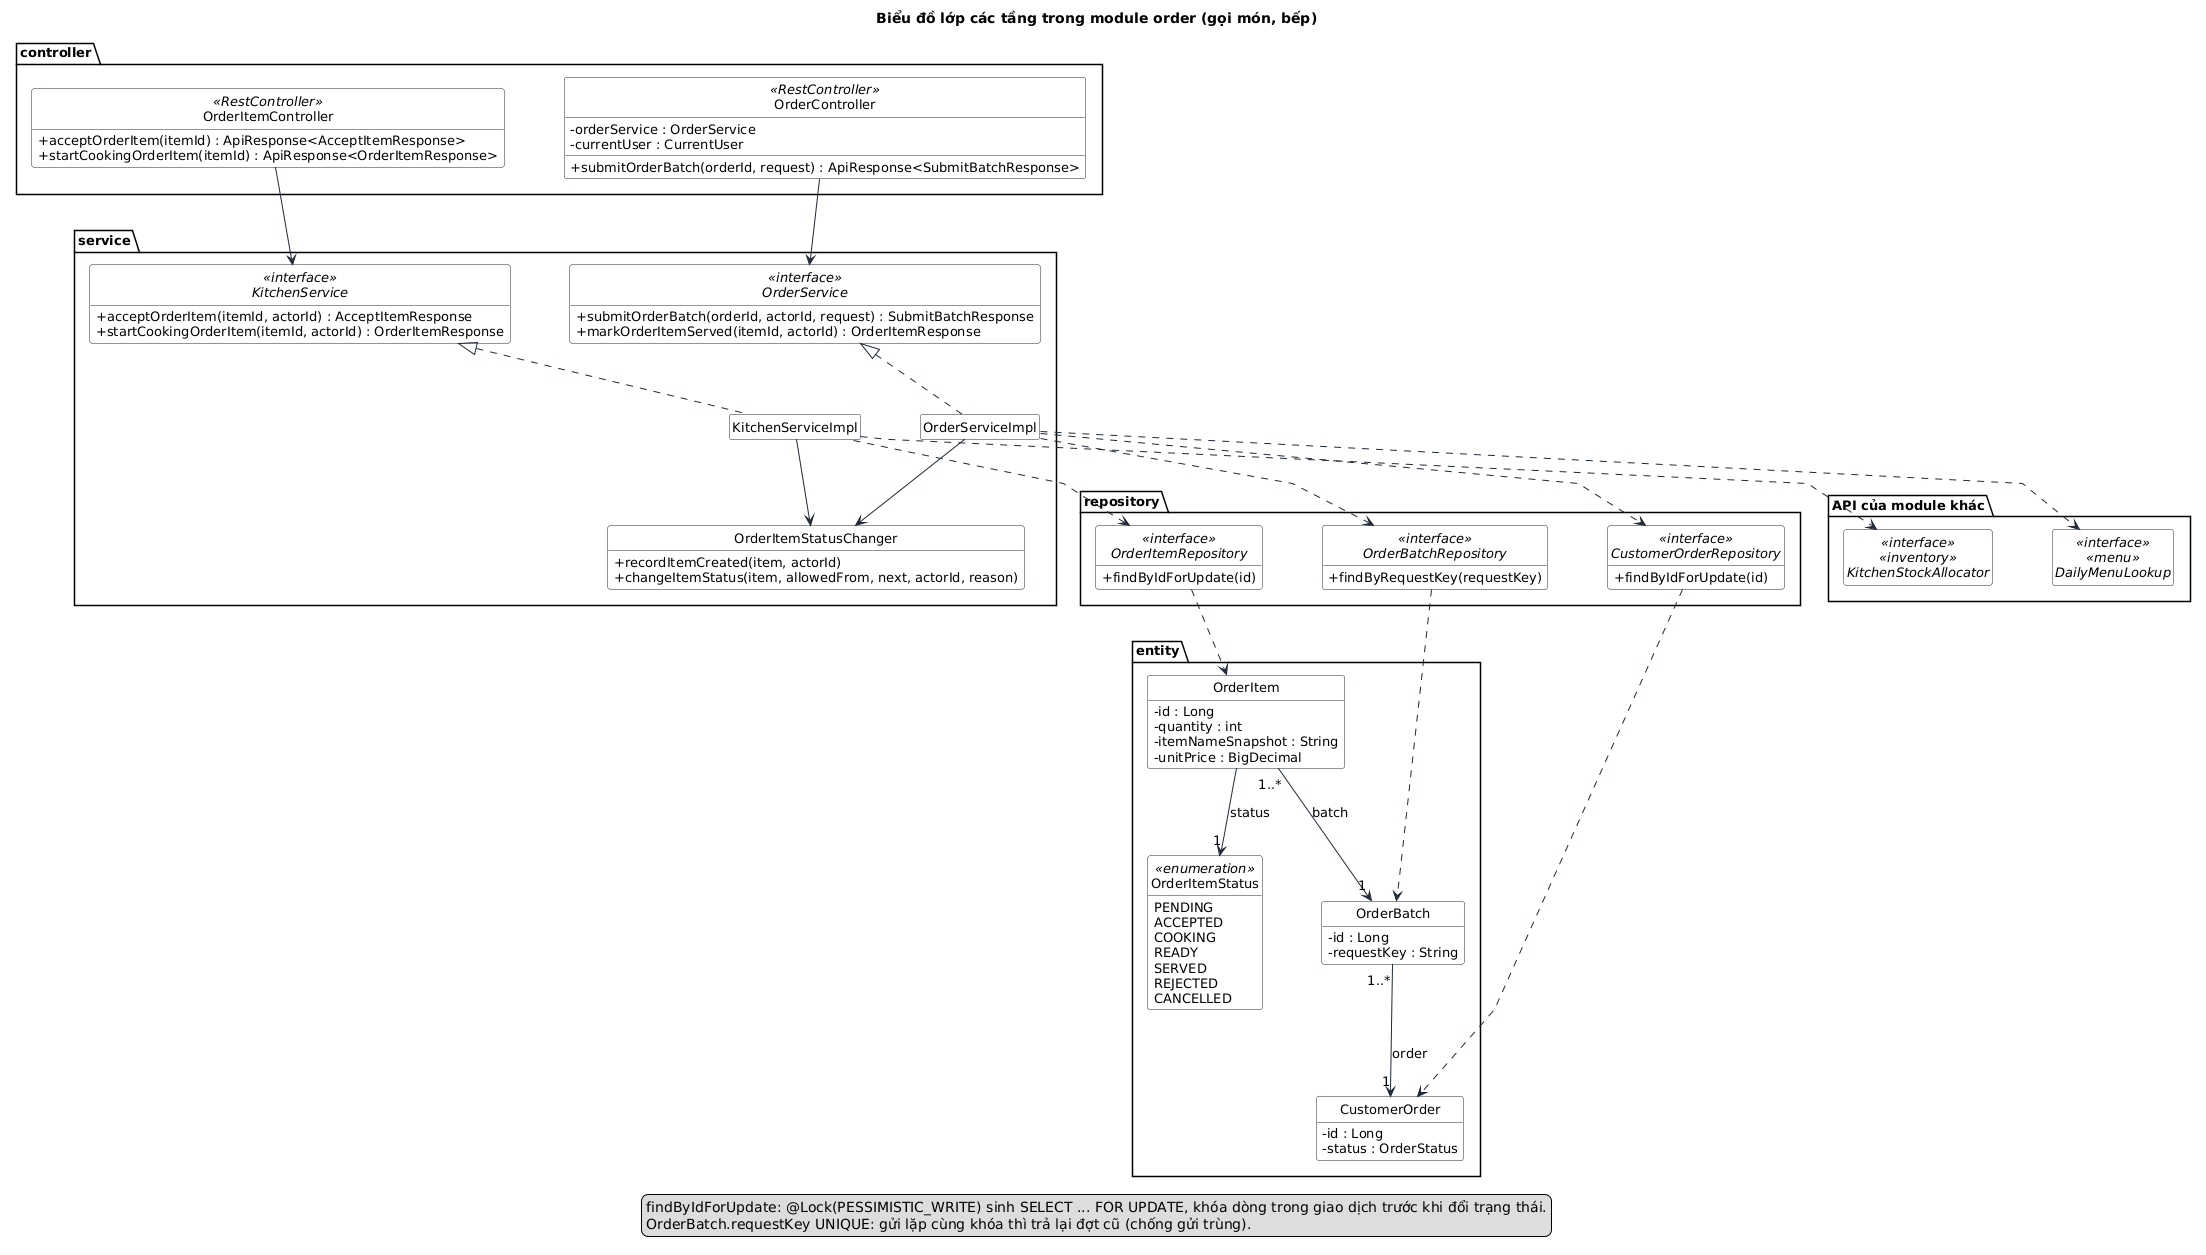 Biểu đồ lớp các tầng trong module order (gọi món, bếp)
controller
«RestController»
OrderItemController
+acceptOrderItem(itemId) : ApiResponse<AcceptItemResponse>
+startCookingOrderItem(itemId) : ApiResponse<OrderItemResponse>
«RestController»
OrderController
-orderService : OrderService
-currentUser : CurrentUser
+submitOrderBatch(orderId, request) : ApiResponse<SubmitBatchResponse>
service
«interface»
KitchenService
+acceptOrderItem(itemId, actorId) : AcceptItemResponse
+startCookingOrderItem(itemId, actorId) : OrderItemResponse
«interface»
OrderService
+submitOrderBatch(orderId, actorId, request) : SubmitBatchResponse
+markOrderItemServed(itemId, actorId) : OrderItemResponse
KitchenServiceImpl
OrderServiceImpl
OrderItemStatusChanger
+recordItemCreated(item, actorId)
+changeItemStatus(item, allowedFrom, next, actorId, reason)
repository
«interface»
OrderItemRepository
+findByIdForUpdate(id)
«interface»
OrderBatchRepository
+findByRequestKey(requestKey)
«interface»
CustomerOrderRepository
+findByIdForUpdate(id)
API của module khác
«interface»
«inventory»
KitchenStockAllocator
«interface»
«menu»
DailyMenuLookup
entity
OrderItem
-id : Long
-quantity : int
-itemNameSnapshot : String
-unitPrice : BigDecimal
1..*
status
batch
1
1
«enumeration»
OrderItemStatus
PENDING
ACCEPTED
COOKING
READY
SERVED
REJECTED
CANCELLED
OrderBatch
-id : Long
-requestKey : String
1..*
order
1
CustomerOrder
-id : Long
-status : OrderStatus
findByIdForUpdate: @Lock(PESSIMISTIC_WRITE) sinh SELECT ... FOR UPDATE, khóa dòng trong giao dịch trước khi đổi trạng thái.
OrderBatch.requestKey UNIQUE: gửi lặp cùng khóa thì trả lại đợt cũ (chống gửi trùng).